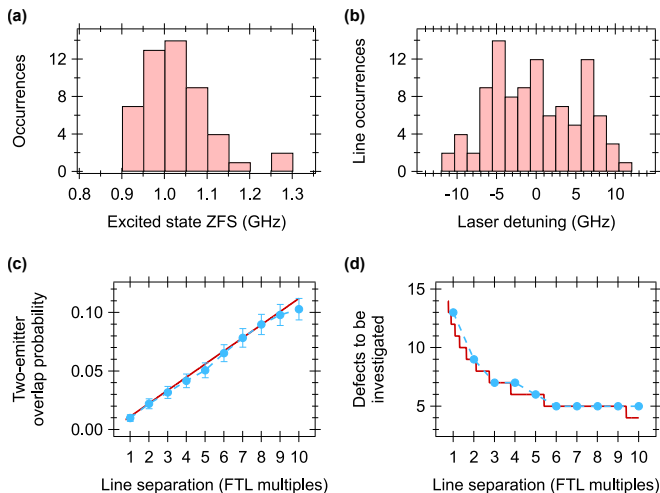 (a)
Occurrences
12
8
4
0
0.8 0.9 1.0 1.1 1.2 1.3
Excited state ZFS (GHz)
(b)
Line occurrences
12
8
4
0
-10 -5 0 5 10
Laser detuning (GHz)
(c)
Two-emitter
overlap probability
0.10
0.05
0.00
1 2 3 4 5 6 7 8 9 10
Line separation (FTL multiples)
(d)
Defects to be
investigated
15
10
5
1 2 3 4 5 6 7 8 9 10
Line separation (FTL multiples)